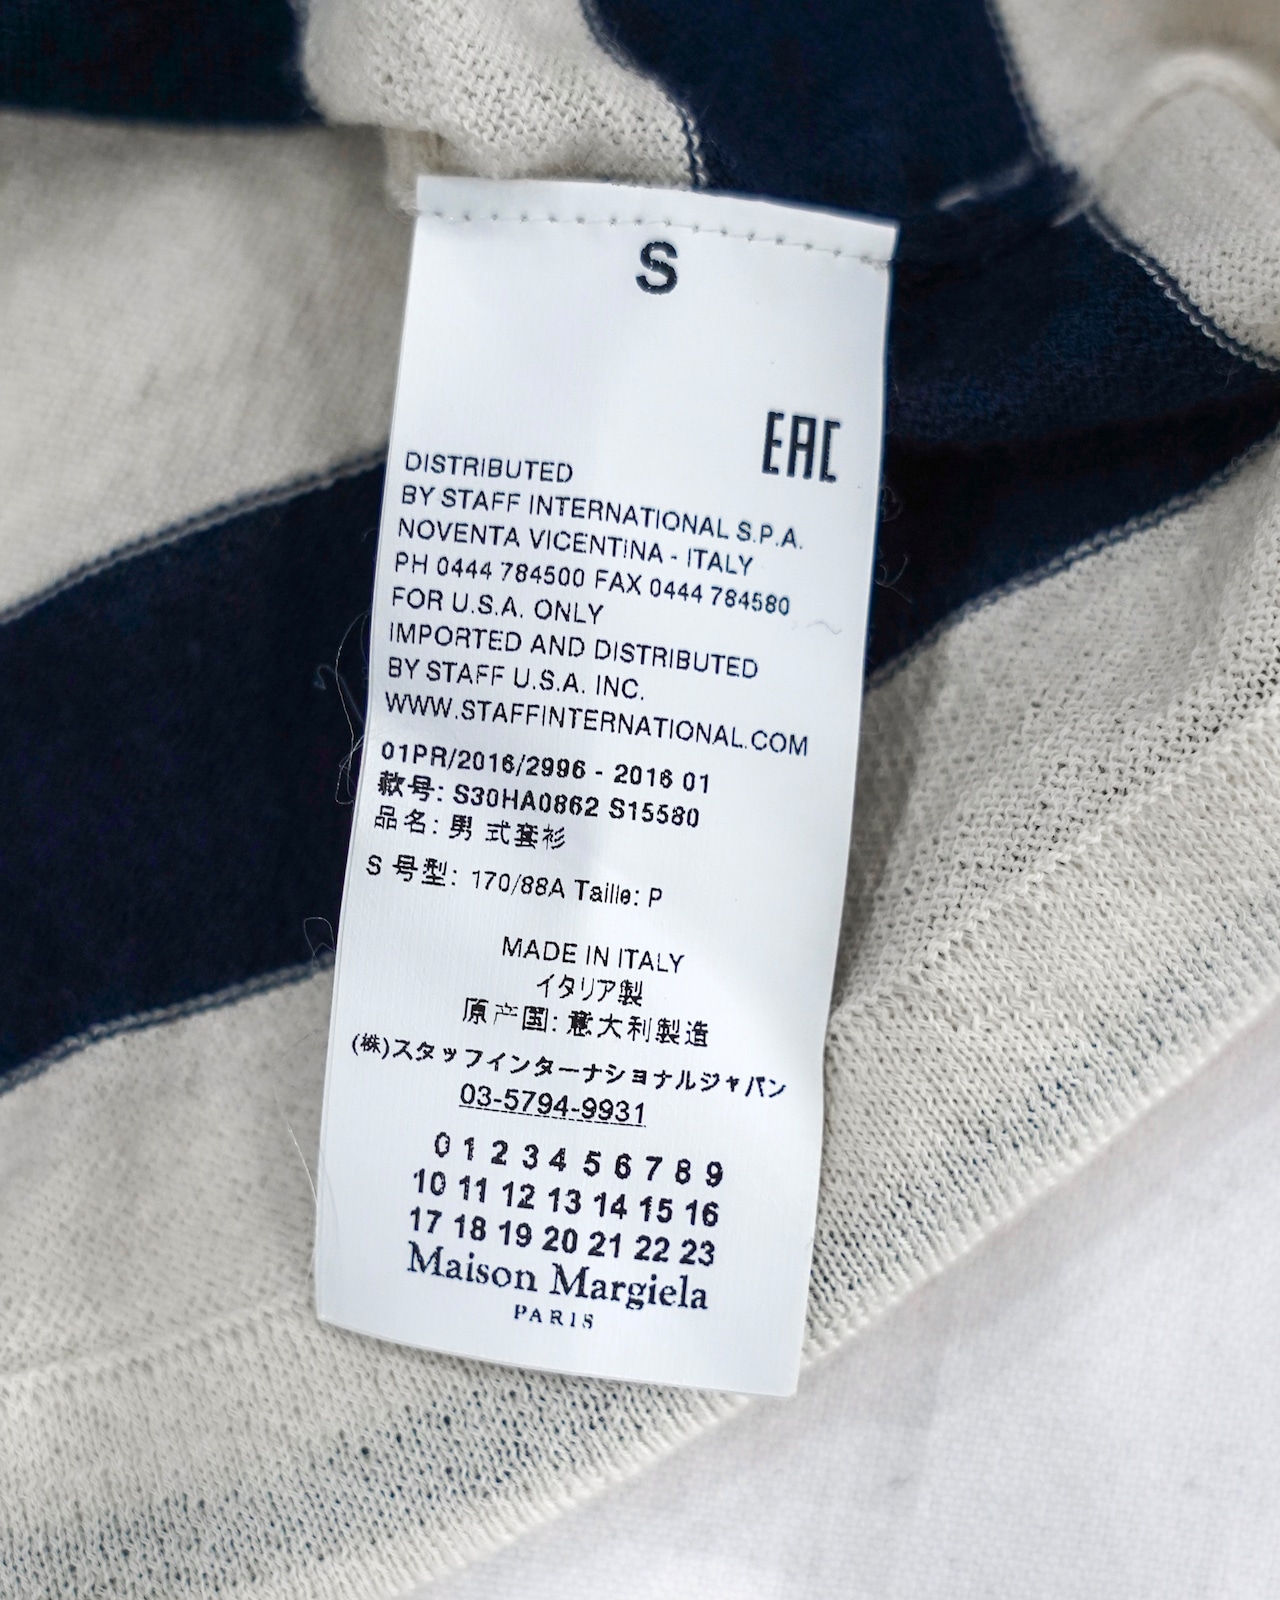 S
EAC
DISTRIBUTED
BY STAFF INTERNATIONAL S.P.A.
NOVENTA VICENTINA - ITALY
PH 0444 784500 FAX 0444 784580
FOR U.S.A. ONLY
IMPORTED AND DISTRIBUTED
BY STAFF U.S.A. INC.
WWW.STAFFINTERNATIONAL.COM
01PR/2016/2996 - 2016 01
款号: S30HA0862 S15580
品名: 男 式套衫
S 号型: 170/88A Taille: P
MADE IN ITALY
イタリア製
原产国: 意大利製造
(株)スタッフインターナショナルジャパン
03-5794-9931
0 1 2 3 4 5 6 7 8 9
10 11 12 13 14 15 16
17 18 19 20 21 22 23
Maison Margiela
PARIS